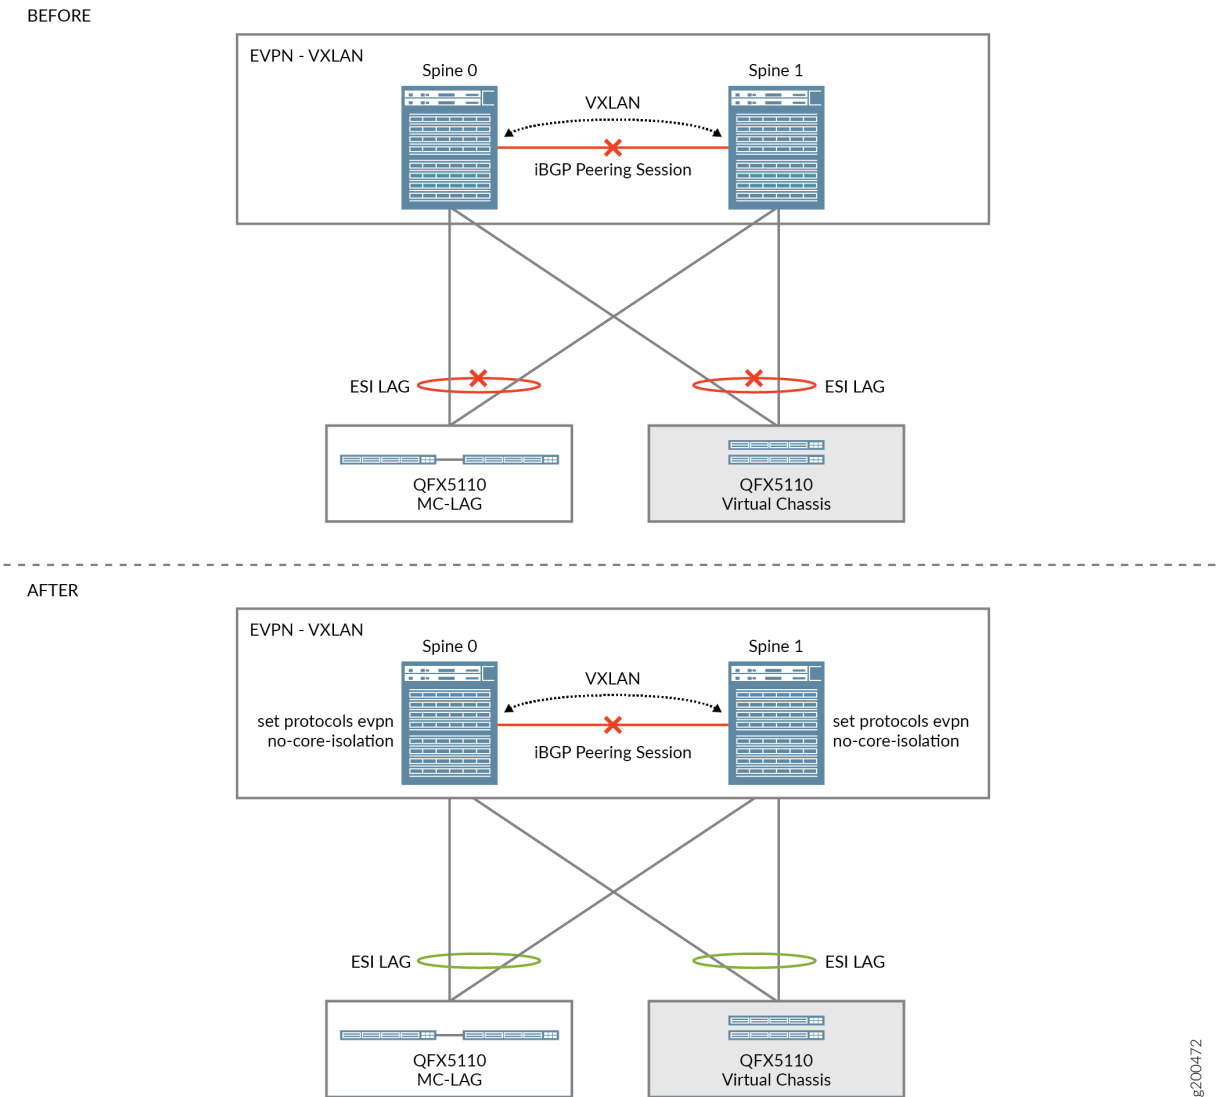 BEFORE
EVPN - VXLAN
Spine 0
Spine 1
VXLAN
iBGP Peering Session
ESI LAG
ESI LAG
QFX5110
MC-LAG
QFX5110
Virtual Chassis
AFTER
EVPN - VXLAN
Spine 0
Spine 1
VXLAN
set protocols evpn
no-core-isolation
set protocols evpn
no-core-isolation
iBGP Peering Session
ESI LAG
ESI LAG
QFX5110
MC-LAG
QFX5110
Virtual Chassis
g200472